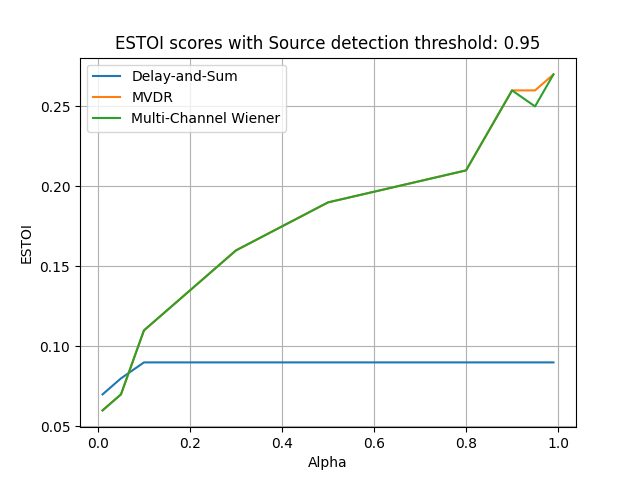 ESTOI scores with Source detection threshold: 0.95
Delay-and-Sum
MVDR
Multi-Channel Wiener
ESTOI
0.25
0.20
0.15
0.10
0.05
0.0 0.2 0.4 0.6 0.8 1.0
Alpha